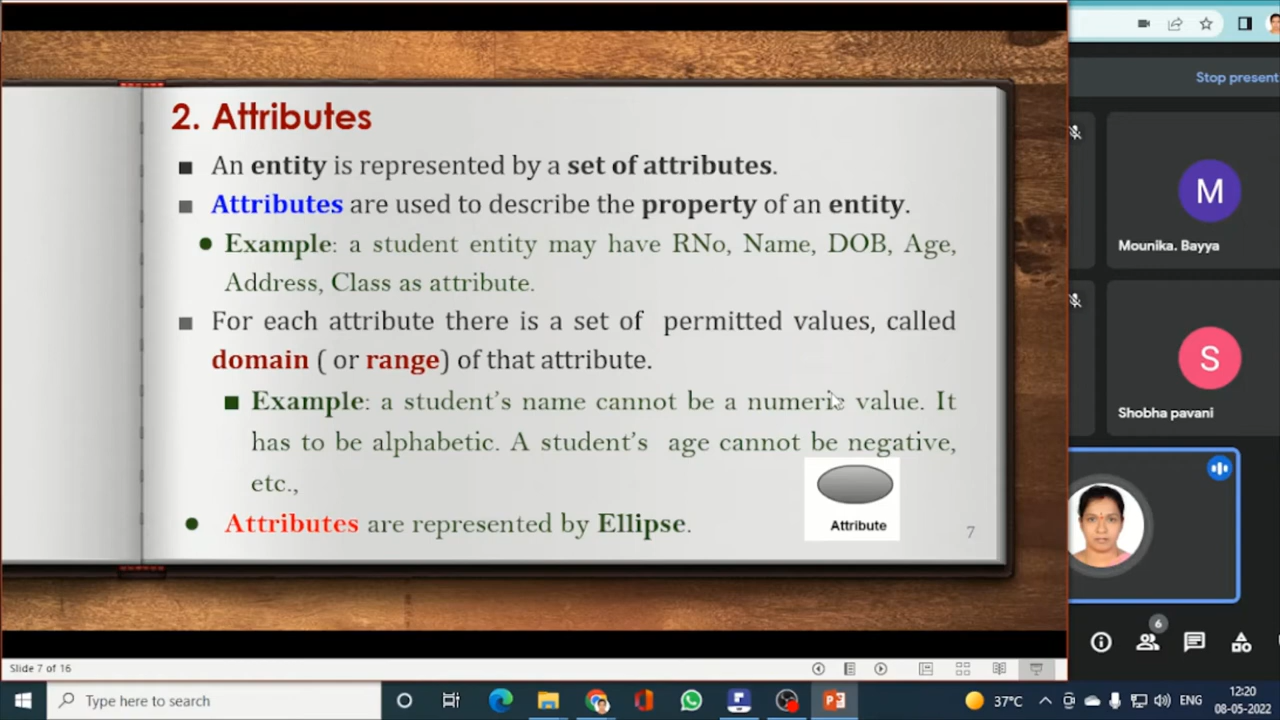 2. Attributes
An entity is represented by a set of attributes.
Attributes are used to describe the property of an entity.
Example: a student entity may have RNo, Name, DOB, Age,
Address, Class as attribute.
For each attribute there is a set of permitted values, called
domain ( or range) of that attribute.
Example: a student's name cannot be a numeric value. It
has to be alphabetic. A student's age cannot be negative,
etc.,
Attributes are represented by Ellipse.
Attribute
7
Stop present
M
Mounika. Bayya
S
Shobha pavani
6
Slide 7 of 16
Type here to search
37°C
ENG
12:20
08-05-2022